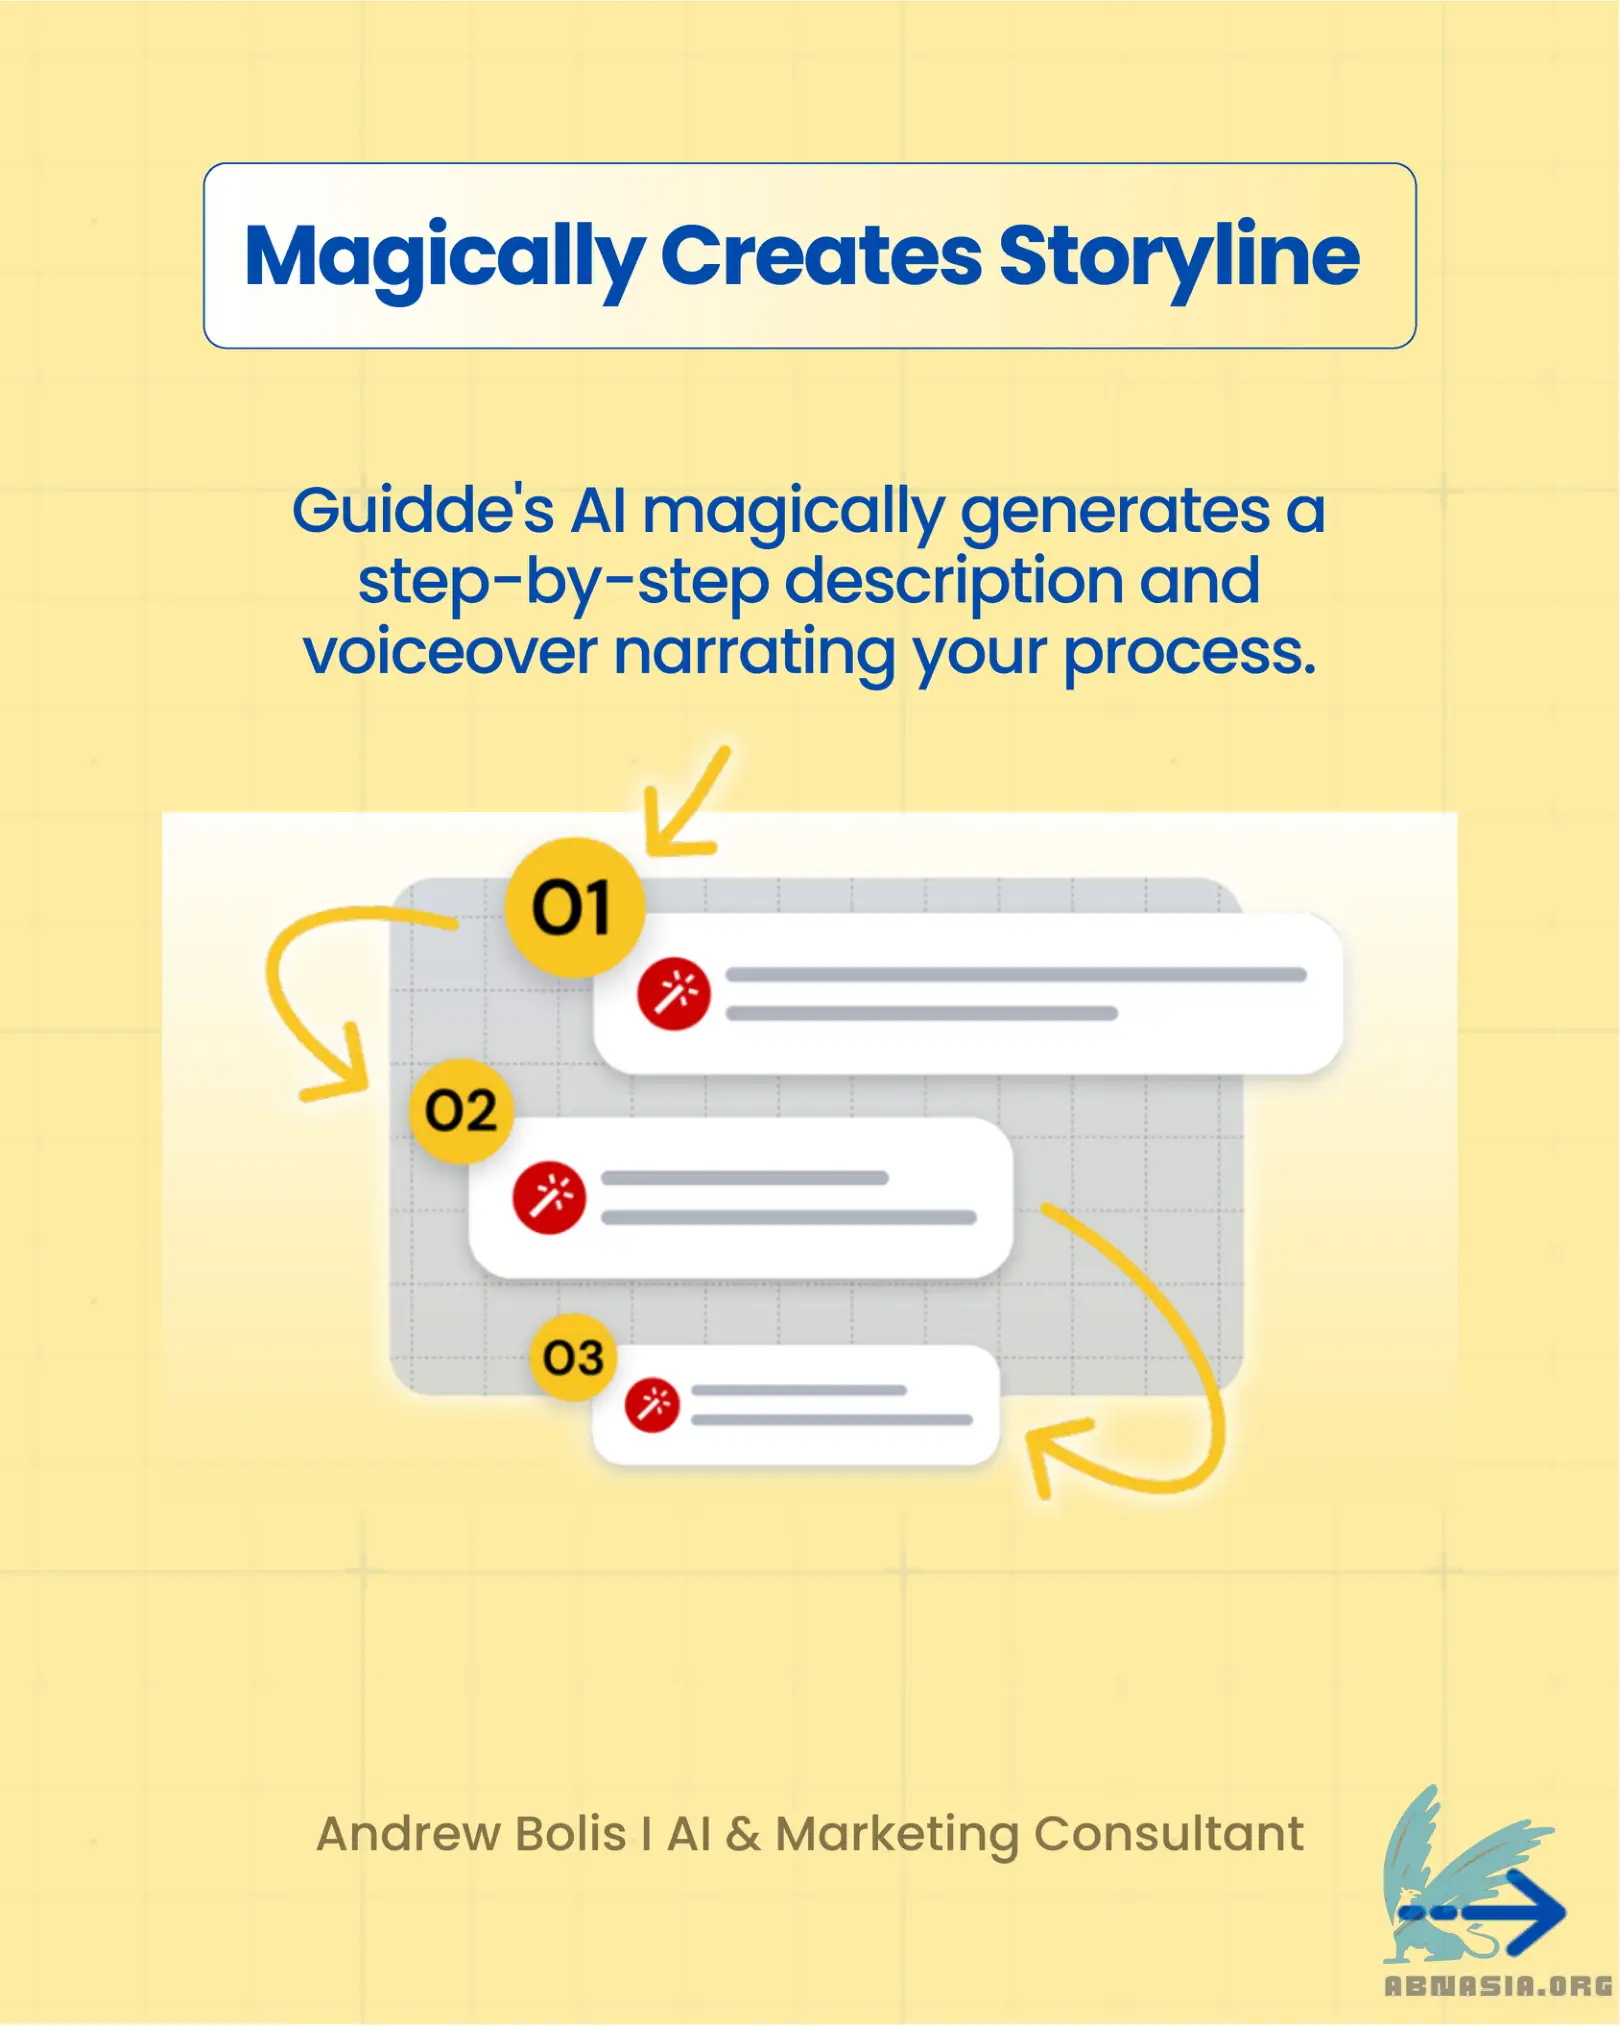 Magically Creates Storyline
Guidde's AI magically generates a
step-by-step description and
voiceover narrating your process.
01
02
03
Andrew Bolis I AI & Marketing Consultant
ABNASIA.ORG